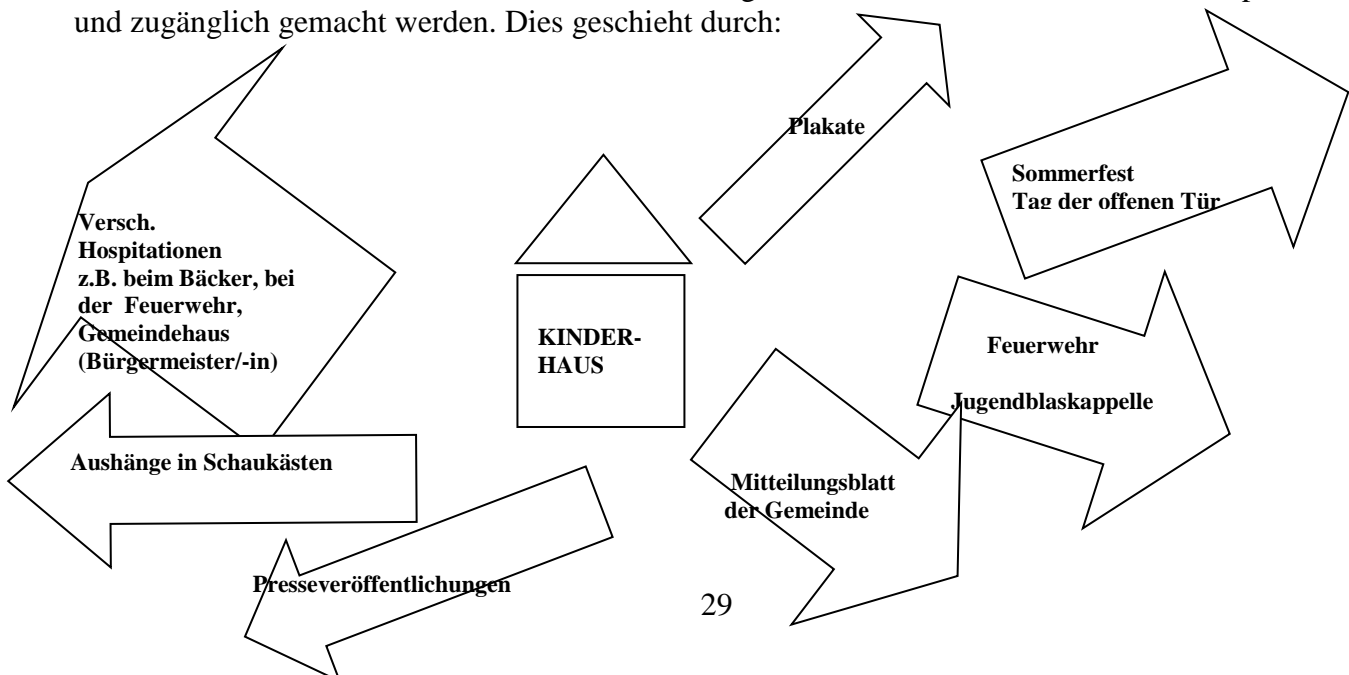 und zugänglich gemacht werden. Dies geschieht durch:
Plakate
Sommerfest
Tag der offenen Tür
Versch.
Hospitationen
z.B. beim Bäcker, bei
der Feuerwehr,
Gemeindehaus
(Bürgermeister/-in)
KINDER-
HAUS
Feuerwehr
Jugendblaskappelle
Aushänge in Schaukästen
Mitteilungsblatt
der Gemeinde
Presseveröffentlichungen
29